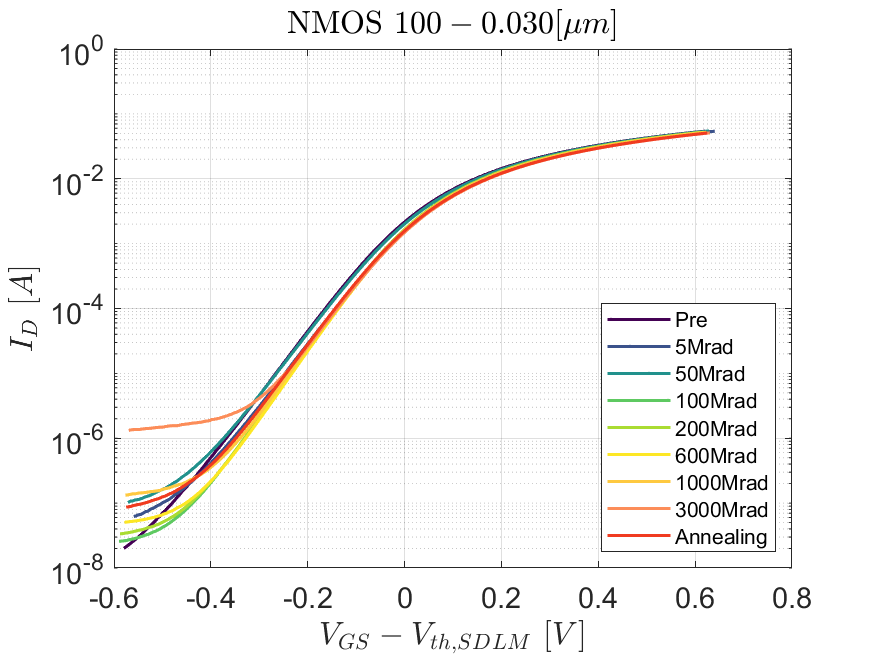 NMOS 100 − 0.030[μm]
10^0
10^-2
10^-4
10^-6
10^-8
I_D [A]
Pre
5Mrad
50Mrad
100Mrad
200Mrad
600Mrad
1000Mrad
3000Mrad
Annealing
-0.6 -0.4 -0.2 0 0.2 0.4 0.6 0.8
V_GS − V_th,SDLM [V]